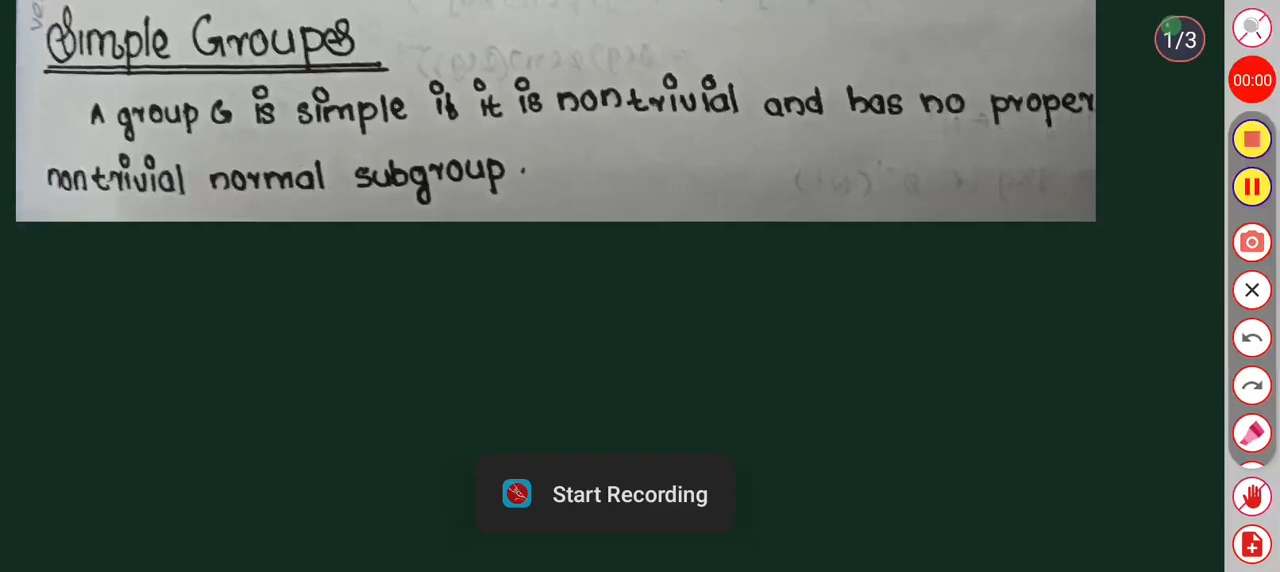 Simple Groups
A group G is simple if it is nontrivial and has no proper
nontrivial normal subgroup.
1/3
00:00
Start Recording